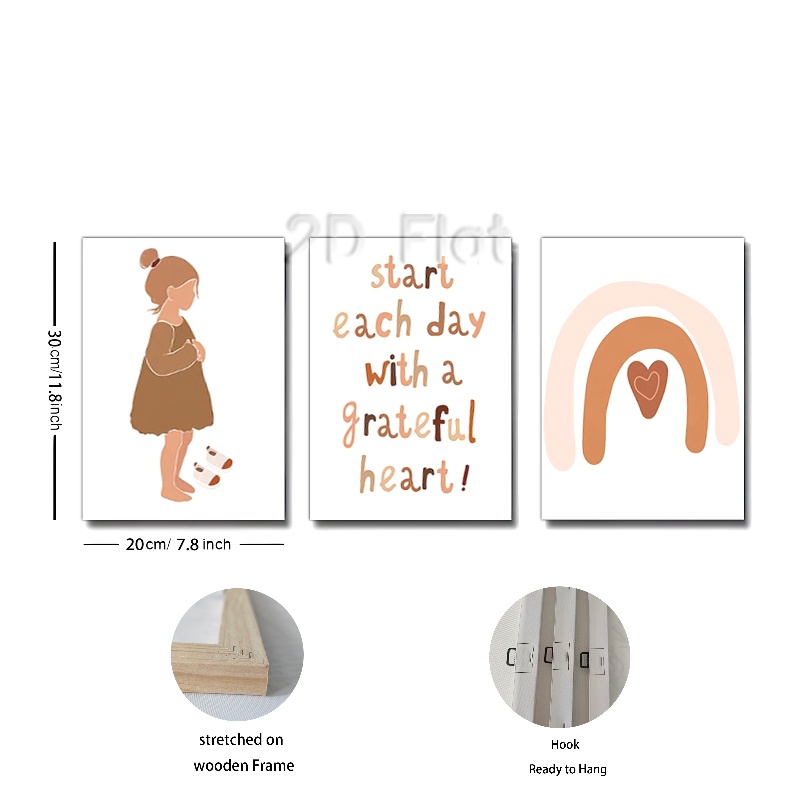 2D Flat
start
each day
with a
grateful
heart!
30cm/11.8inch
20cm/ 7.8 inch
stretched on
wooden Frame
Hook
Ready to Hang